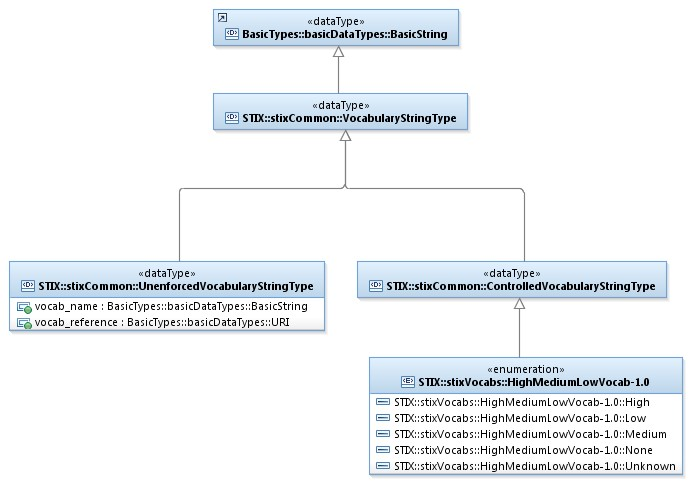 «dataType»
BasicTypes::basicDataTypes::BasicString
«dataType»
STIX::stixCommon::VocabularyStringType
«dataType»
STIX::stixCommon::UnenforcedVocabularyStringType
vocab_name : BasicTypes::basicDataTypes::BasicString
vocab_reference : BasicTypes::basicDataTypes::URI
«dataType»
STIX::stixCommon::ControlledVocabularyStringType
«enumeration»
STIX::stixVocabs::HighMediumLowVocab-1.0
STIX::stixVocabs::HighMediumLowVocab-1.0::High
STIX::stixVocabs::HighMediumLowVocab-1.0::Low
STIX::stixVocabs::HighMediumLowVocab-1.0::Medium
STIX::stixVocabs::HighMediumLowVocab-1.0::None
STIX::stixVocabs::HighMediumLowVocab-1.0::Unknown